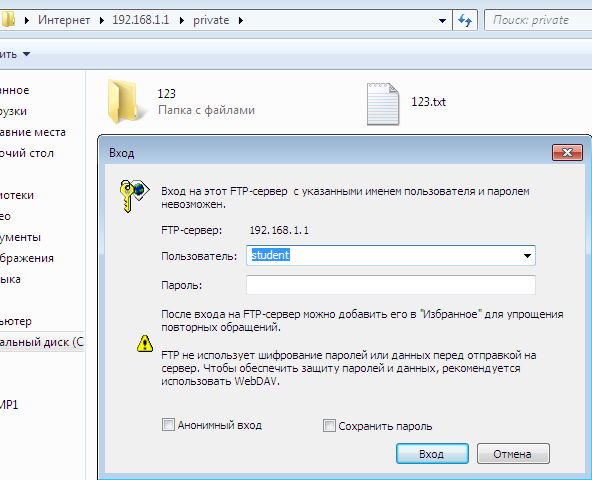 Интернет 192.168.1.1 private Поиск: private
ить
123
Папка с файлами
123.txt
анное
рузки
авние места
очий стол
иотеки
ео
ументы
бражения
ыка
ьютер
альный диск (C
MP1
Вход
Вход на этот FTP-сервер с указанными именем пользователя и паролем
невозможен.
FTP-сервер: 192.168.1.1
Пользователь: student
Пароль:
После входа на FTP-сервер можно добавить его в "Избранное" для упрощения
повторных обращений.
FTP не использует шифрование паролей или данных перед отправкой на
сервер. Чтобы обеспечить защиту паролей и данных, рекомендуется
использовать WebDAV.
Анонимный вход Сохранить пароль
Вход Отмена